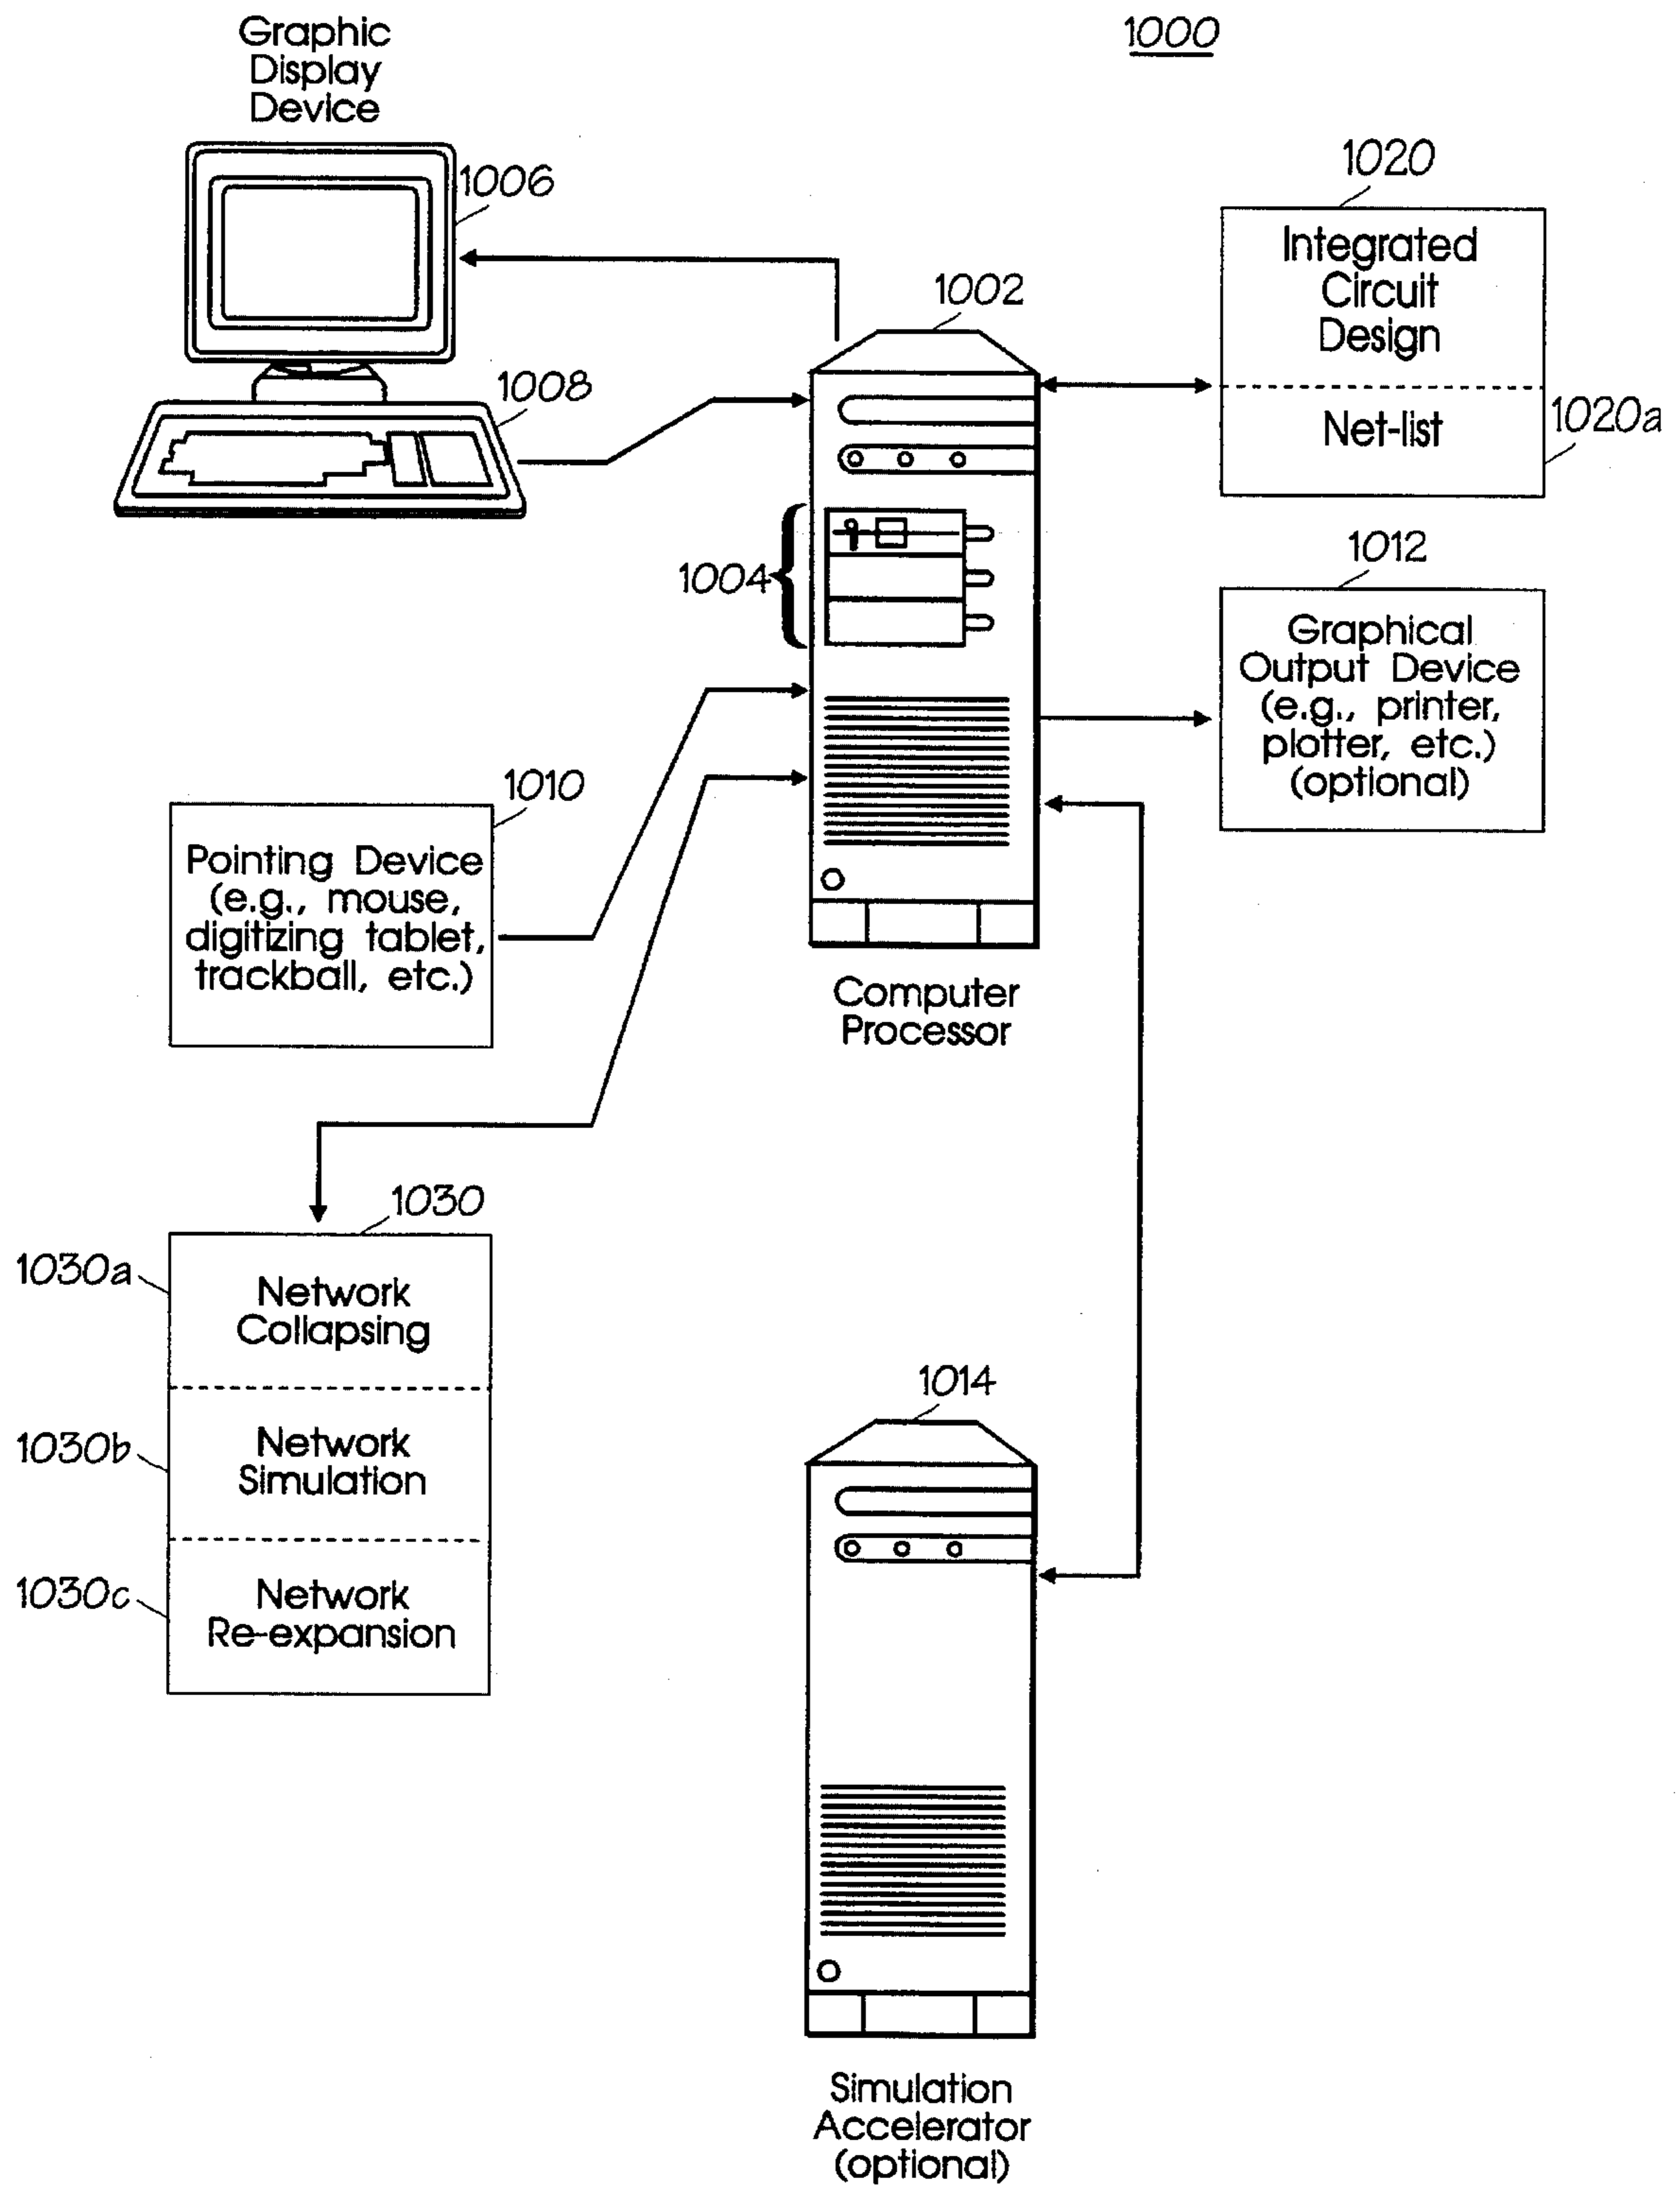 Graphic
Display
Device
1000
1006
1020
Integrated
Circuit
Design
1002
1008
Net-list
1020a
1004
1012
Graphical
Output Device
(e.g., printer,
plotter, etc.)
(optional)
1010
Pointing Device
(e.g., mouse,
digitizing tablet,
trackball, etc.)
Computer
Processor
1030
1030a
Network
Collapsing
1014
1030b
Network
Simulation
1030c
Network
Re-expansion
Simulation
Accelerator
(optional)